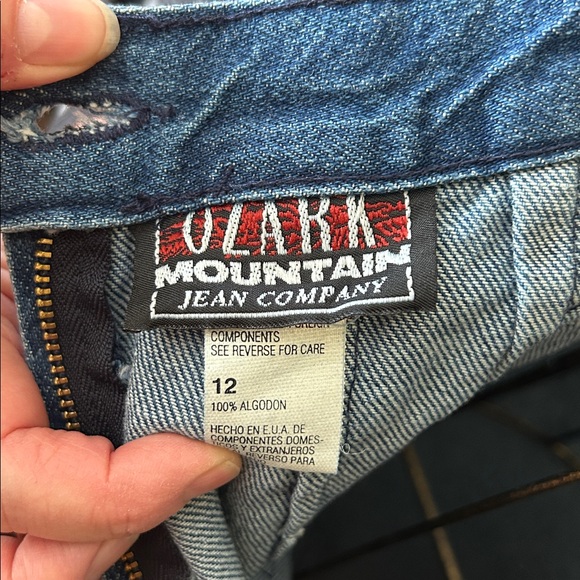 OZARK
MOUNTAIN
JEAN COMPANY
COMPONENTS
SEE REVERSE FOR CARE
12
100% ALGODON
HECHO EN E.U.A. DE
COMPONENTES DOMES-
Y EXTRANJEROS
PARA